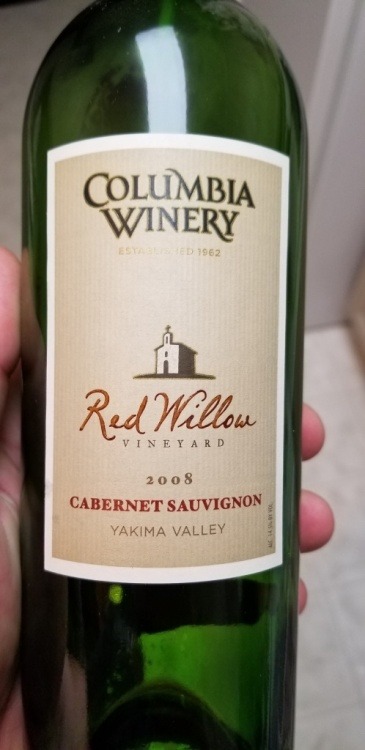 COLUMBIA
WINERY
ESTABLISHED 1962
Red Willow
VINEYARD
2008
CABERNET SAUVIGNON
YAKIMA VALLEY